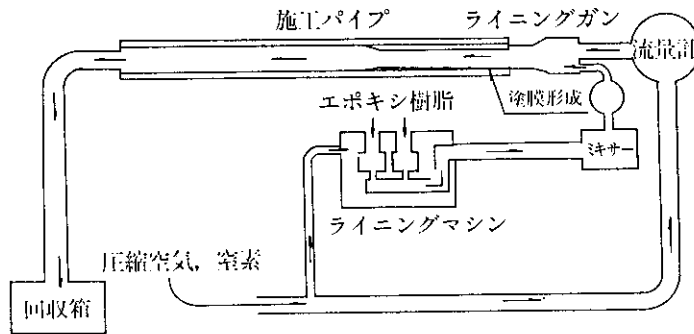 施工パイプ
ライニングガン
流量計
エポキシ樹脂
塗膜形成
ミキサー
ライニングマシン
圧縮空気，窒素
回収箱